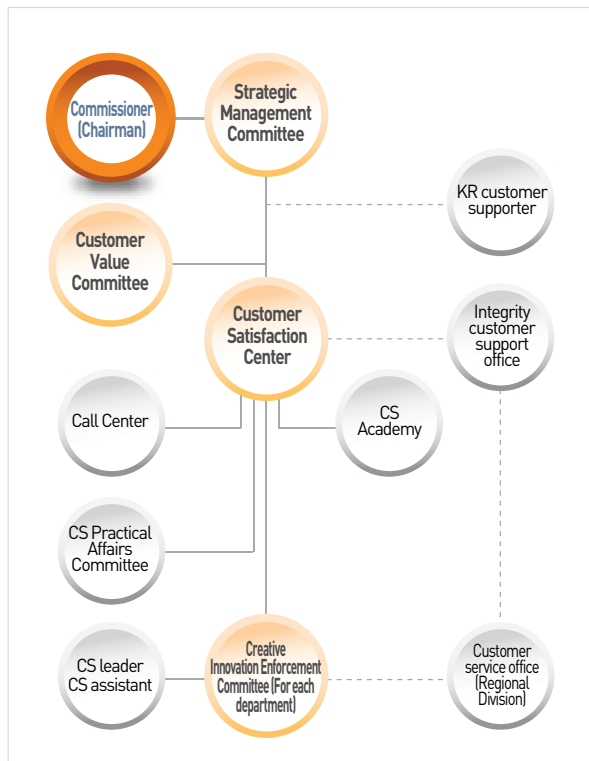 Commissioner
(Chairman)
Strategic
Management
Committee
KR customer
supporter
Customer
Value
Committee
Customer
Satisfaction
Center
Integrity
customer
support
office
Call Center
CS
Academy
CS Practical
Affairs
Committee
CS leader
CS assistant
Creative
Innovation Enforcement
Committee (For each
department)
Customer
service office
(Regional
Division)